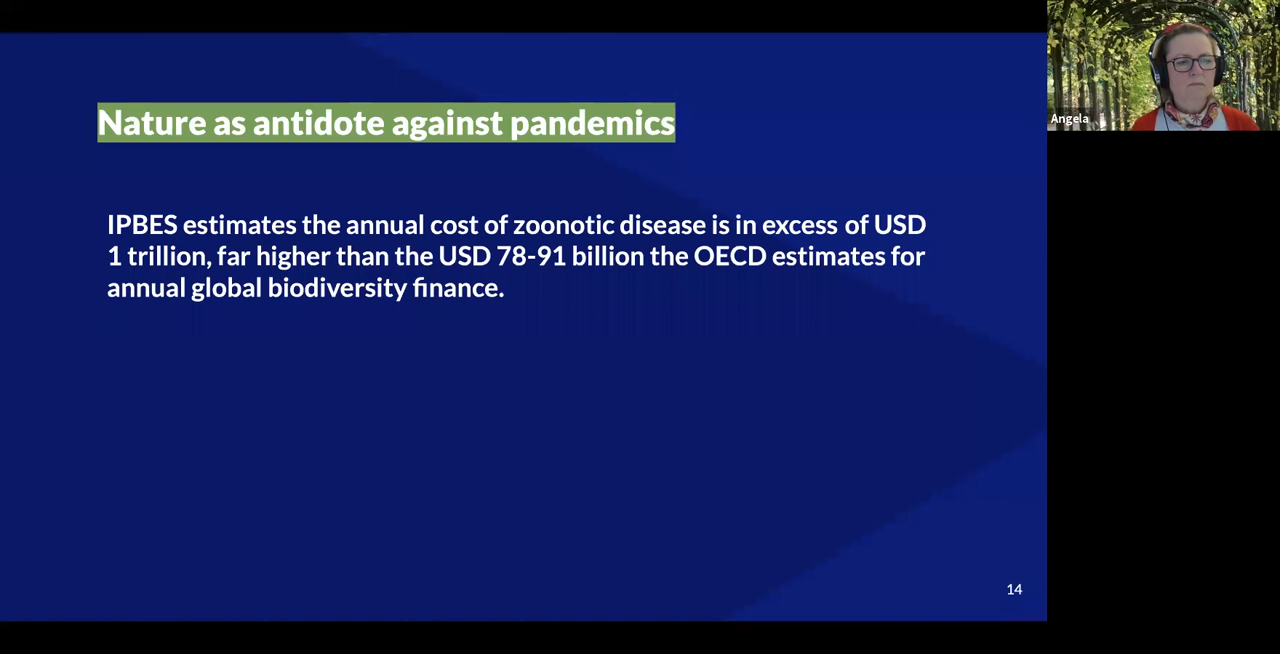 Nature as antidote against pandemics
IPBES estimates the annual cost of zoonotic disease is in excess of USD
1 trillion, far higher than the USD 78-91 billion the OECD estimates for
annual global biodiversity finance.
14
Angela